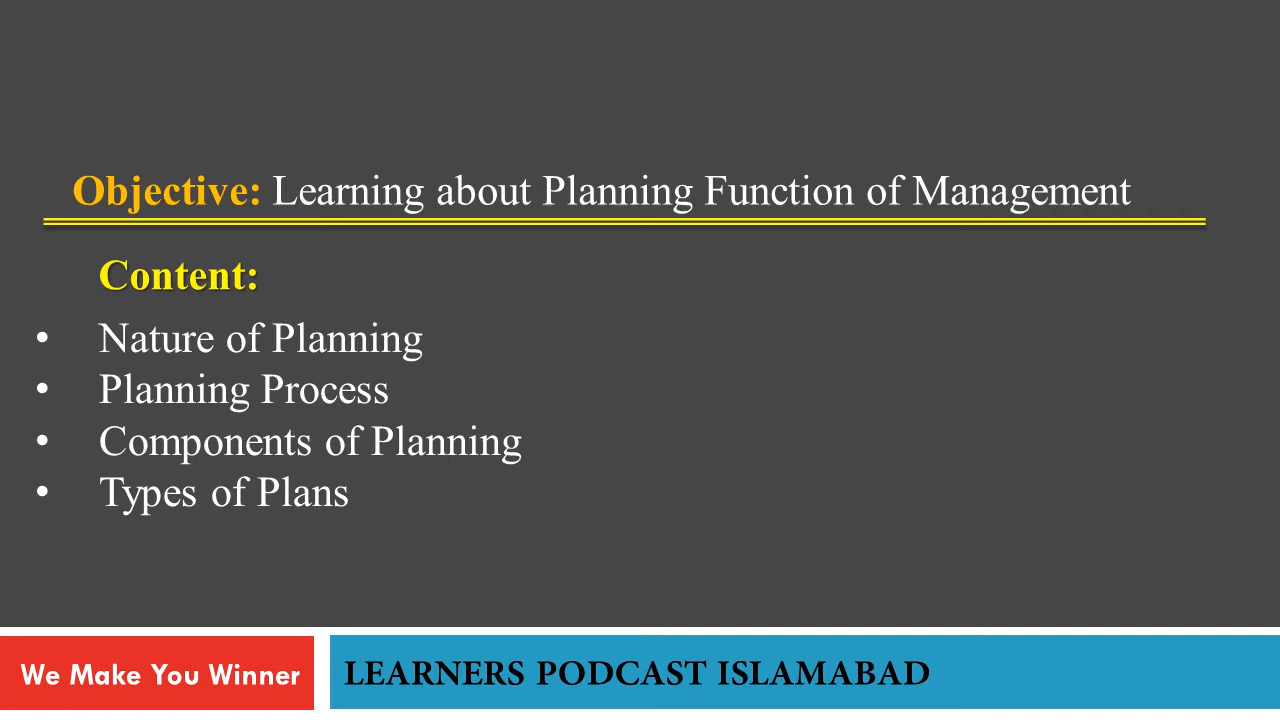 Objective: Learning about Planning Function of Management
Content:
• Nature of Planning
• Planning Process
• Components of Planning
• Types of Plans
We Make You Winner
LEARNERS PODCAST ISLAMABAD